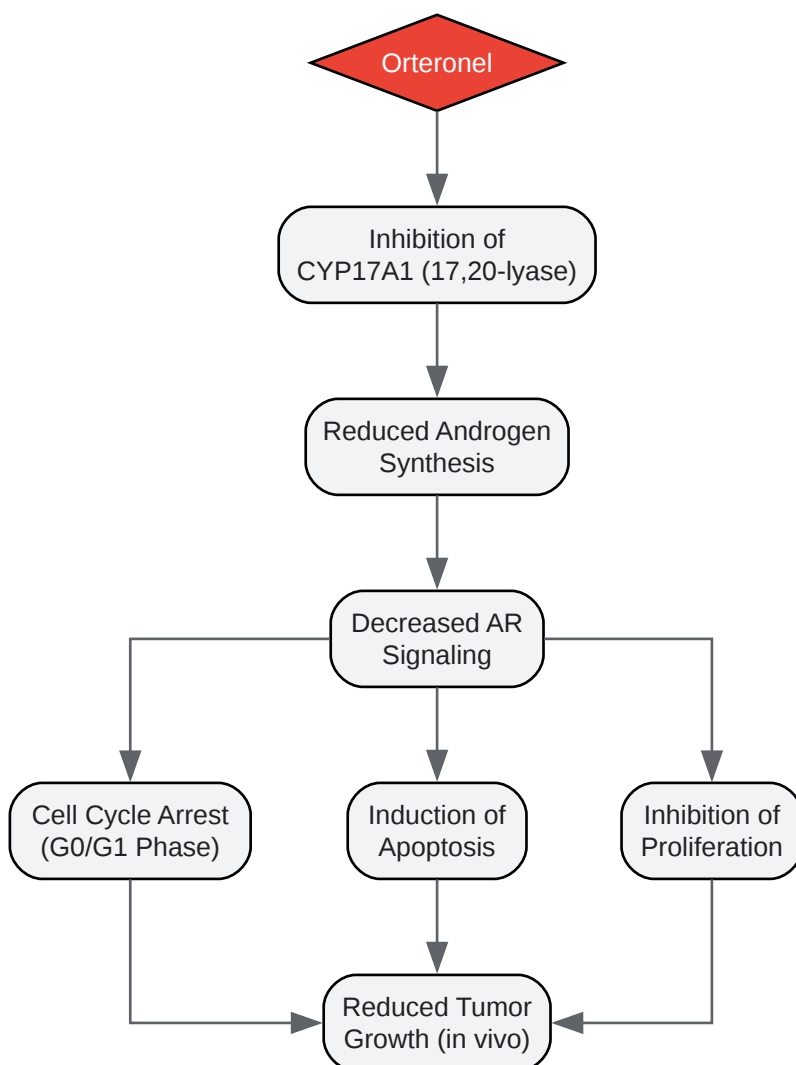 Orteronel
Inhibition of
CYP17A1 (17,20-lyase)
Reduced Androgen
Synthesis
Decreased AR
Signaling
Cell Cycle Arrest
(G0/G1 Phase)
Induction of
Apoptosis
Inhibition of
Proliferation
Reduced Tumor
Growth (in vivo)